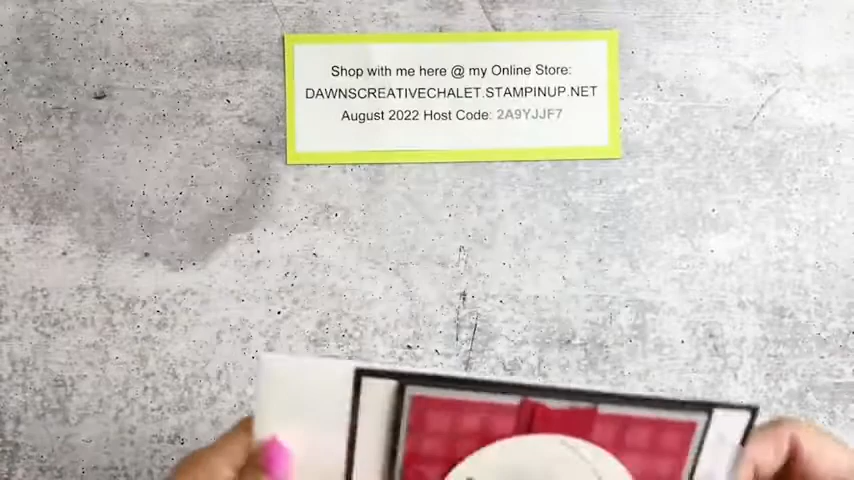 Shop with me here @ my Online Store:
DAWNSCREATIVECHALET.STAMPINUP.NET
August 2022 Host Code: 2A9YJJF7